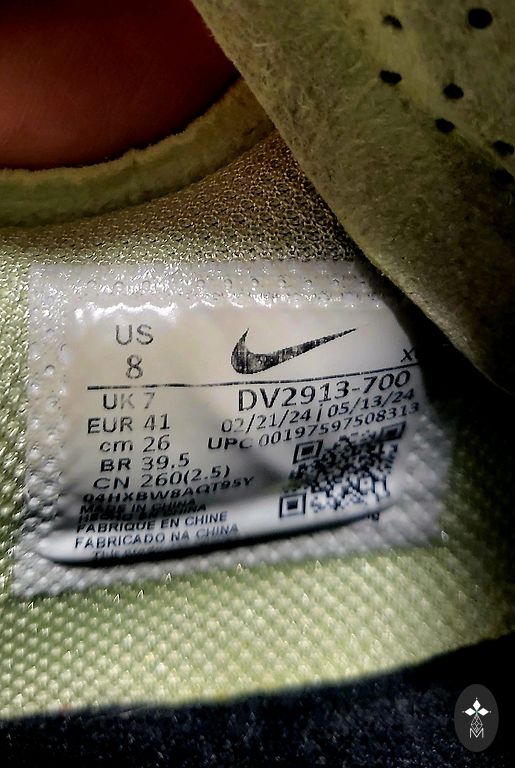 US
8
UK 7
EUR 41
cm 26
BR 39.5
CN 260(2.5)
DV2913-700
02/21/24 | 05/13/24
UPC 00197597508313
04HXBW8AQT95Y
MADE IN CHINA
FABRIQUE EN CHINE
FABRICADO NA CHINA